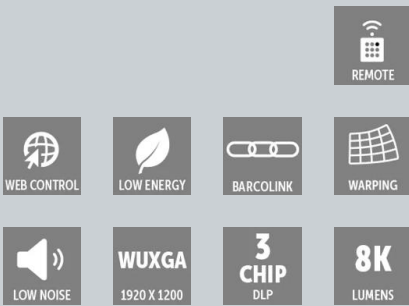 REMOTE
WEB CONTROL
LOW ENERGY
BARCOLINK
WARPING
LOW NOISE
WUXGA
1920 X 1200
3
CHIP
DLP
8K
LUMENS